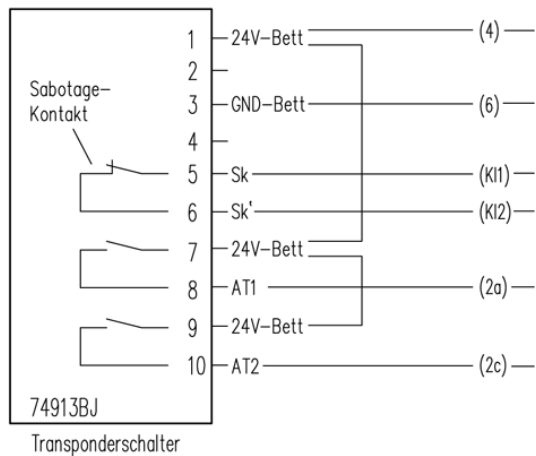 1 24V-Bett (4)
2
Sabotage-
Kontakt
3 GND-Bett (6)
4
5 Sk (Kl1)
6 Sk' (Kl2)
7 24V-Bett
8 AT1 (2a)
9 24V-Bett
10 AT2 (2c)
74913BJ
Transponderschalter